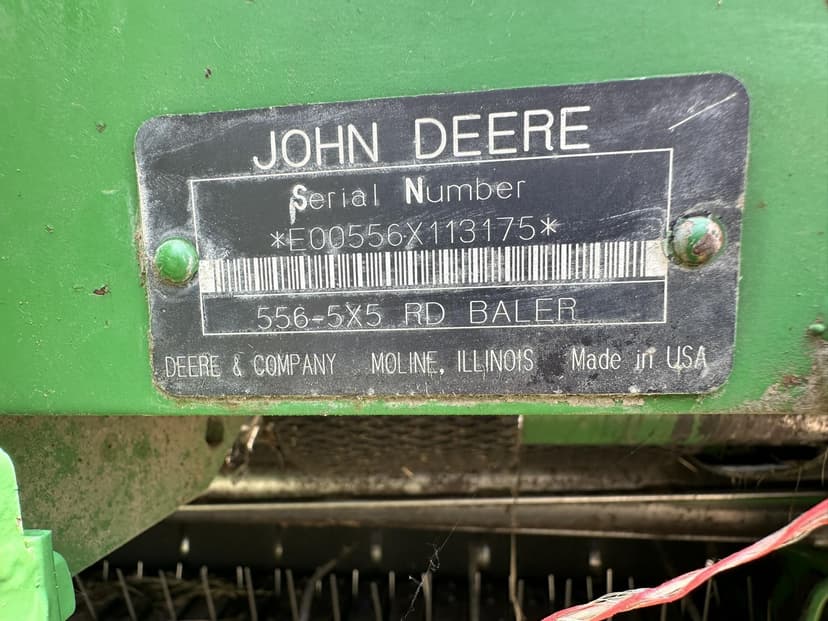 JOHN DEERE
Serial Number
*E00556X113175*
556-5X5 RD BALER
DEERE & COMPANY MOLINE, ILLINOIS Made in USA